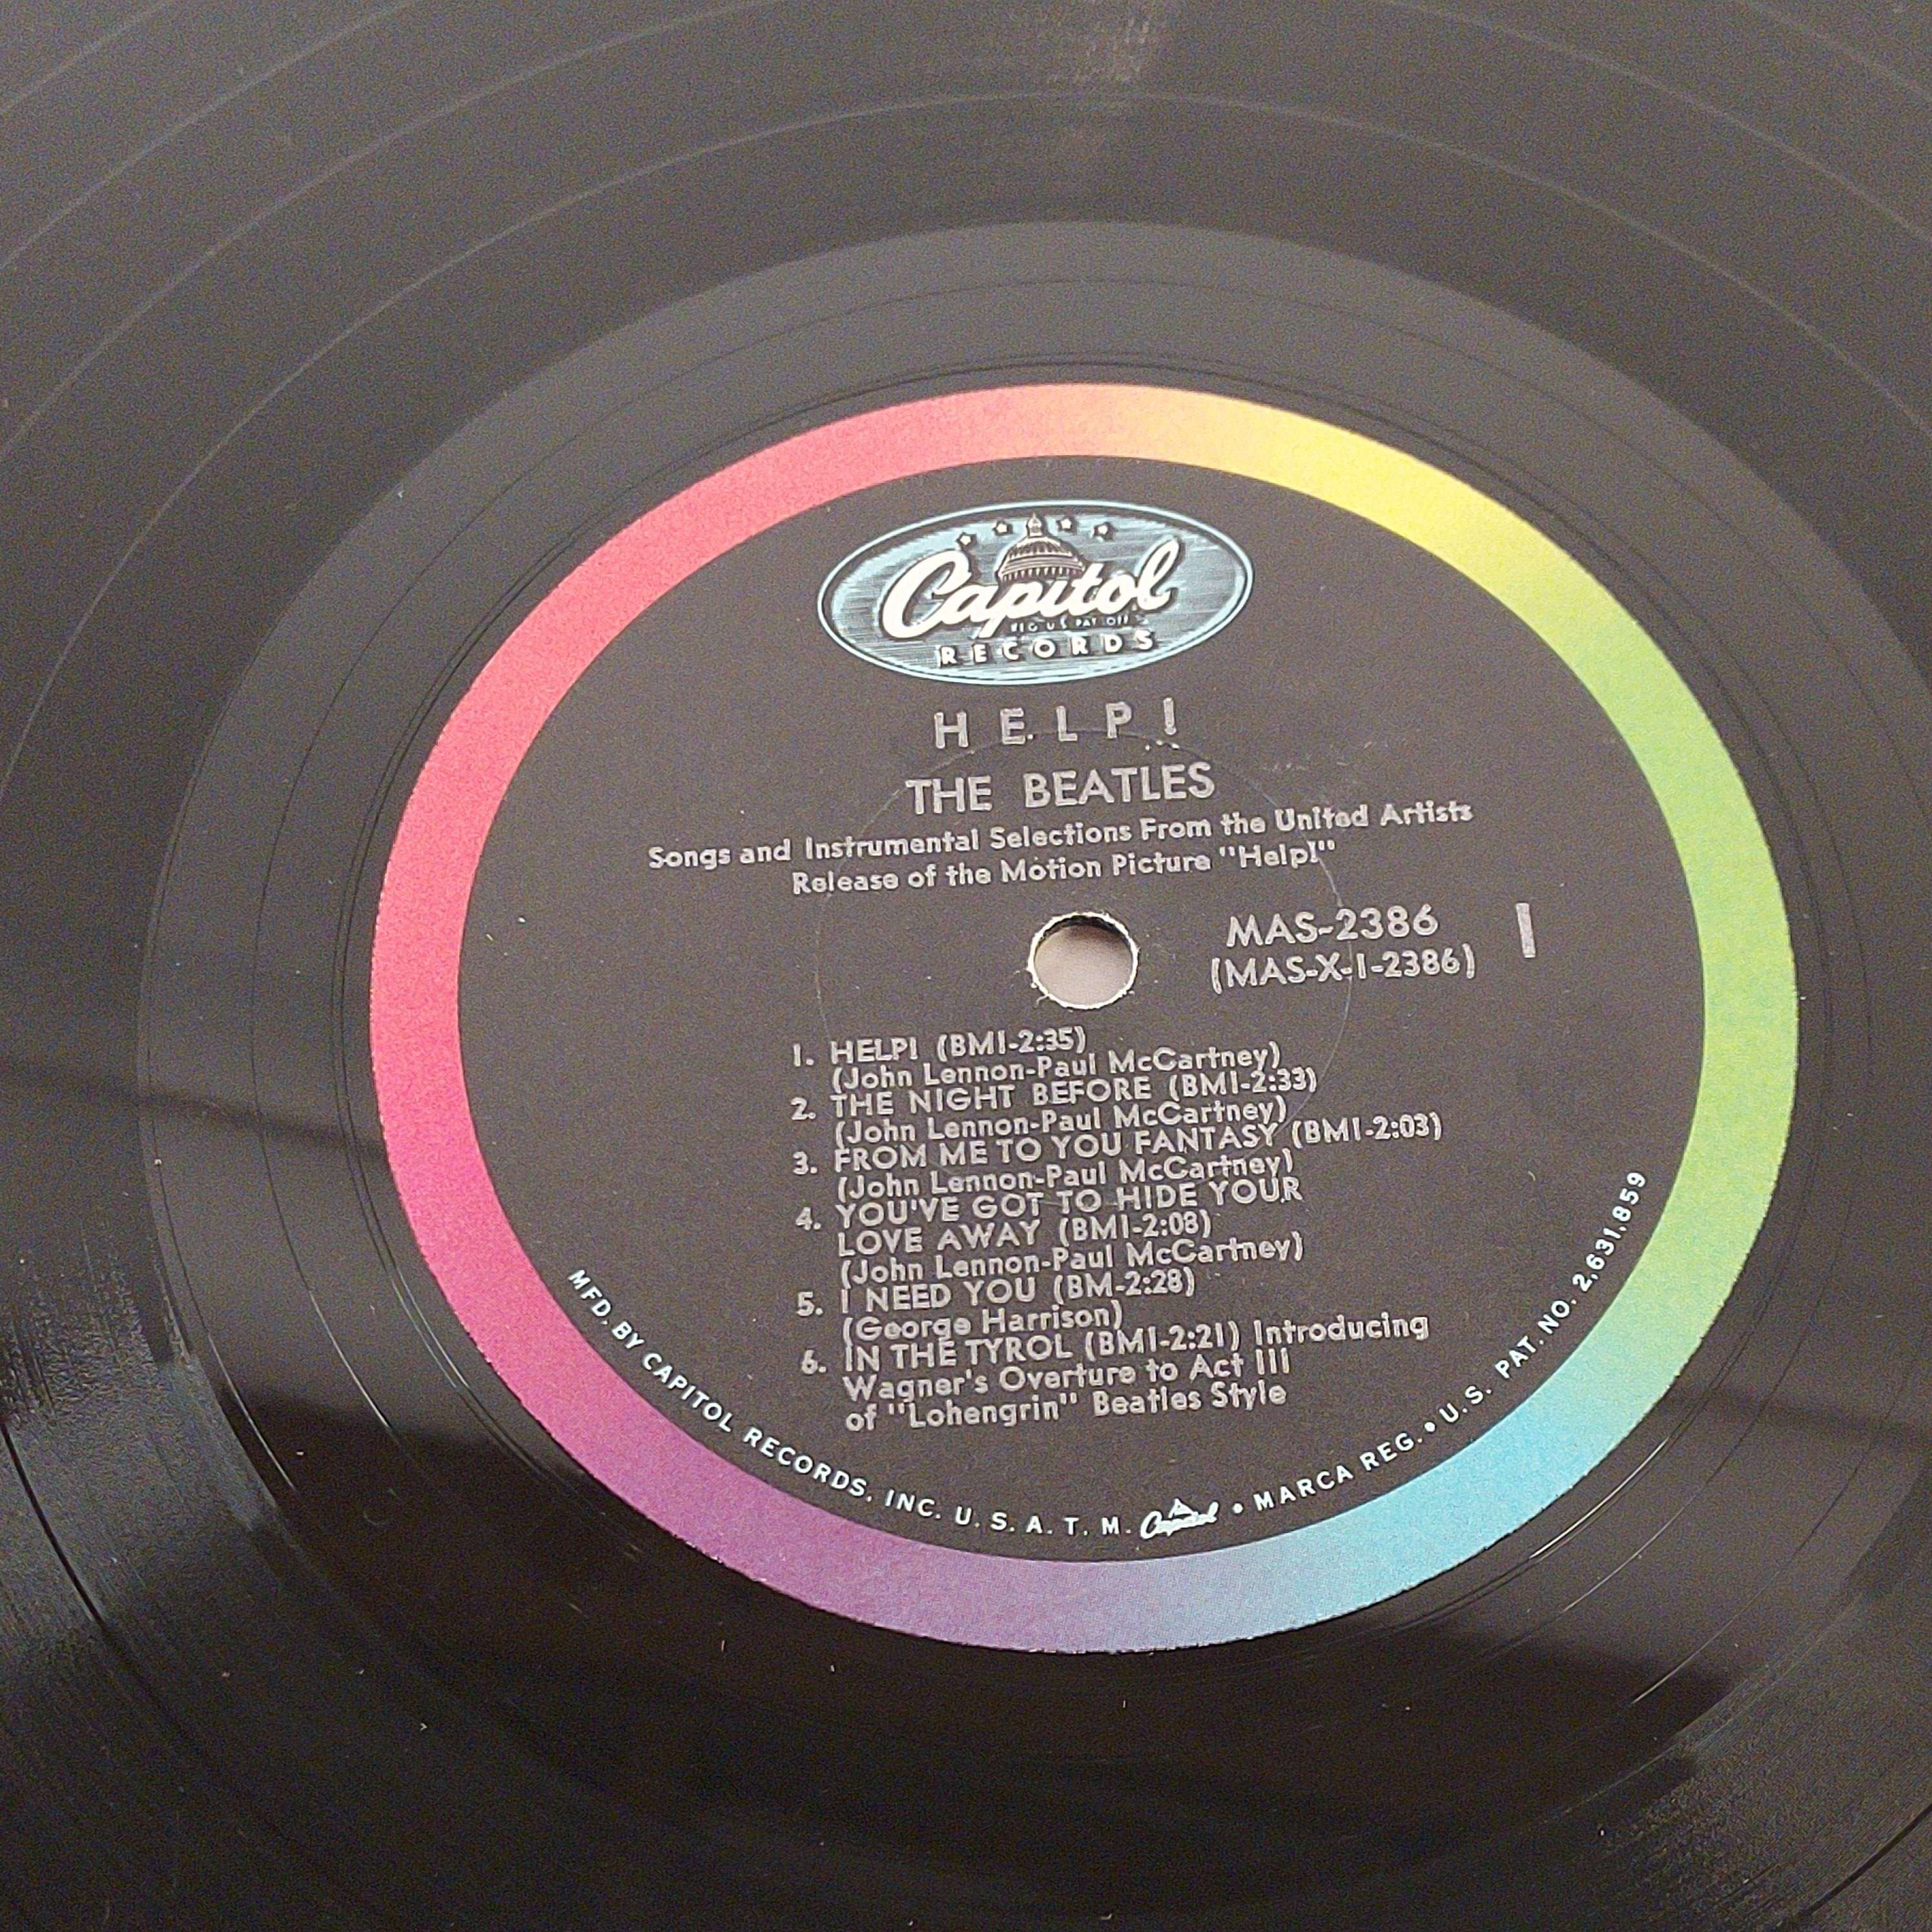 Capitol
REG. U.S. PAT. OFF.
RECORDS
HELP!
THE BEATLES
Songs and Instrumental Selections From the United Artists
Release of the Motion Picture "Help!"
MAS-2386
(MAS-X-1-2386)
1
1. HELP! (BMI-2:35)
(John Lennon-Paul McCartney)
2. THE NIGHT BEFORE (BMI-2:33)
(John Lennon-Paul McCartney)
3. FROM ME TO YOU FANTASY (BMI-2:03)
(John Lennon-Paul McCartney)
4. YOU'VE GOT TO HIDE YOUR
LOVE AWAY (BMI-2:08)
(John Lennon-Paul McCartney)
5. I NEED YOU (BM-2:28)
(George Harrison)
6. IN THE TYROL (BMI-2:21) Introducing
Wagner's Overture to Act III
of "Lohengrin" Beatles Style
MFD. BY CAPITOL RECORDS, INC. U.S.A. T.M. Capitol • MARCA REG. • U.S. PAT. NO. 2,631,859